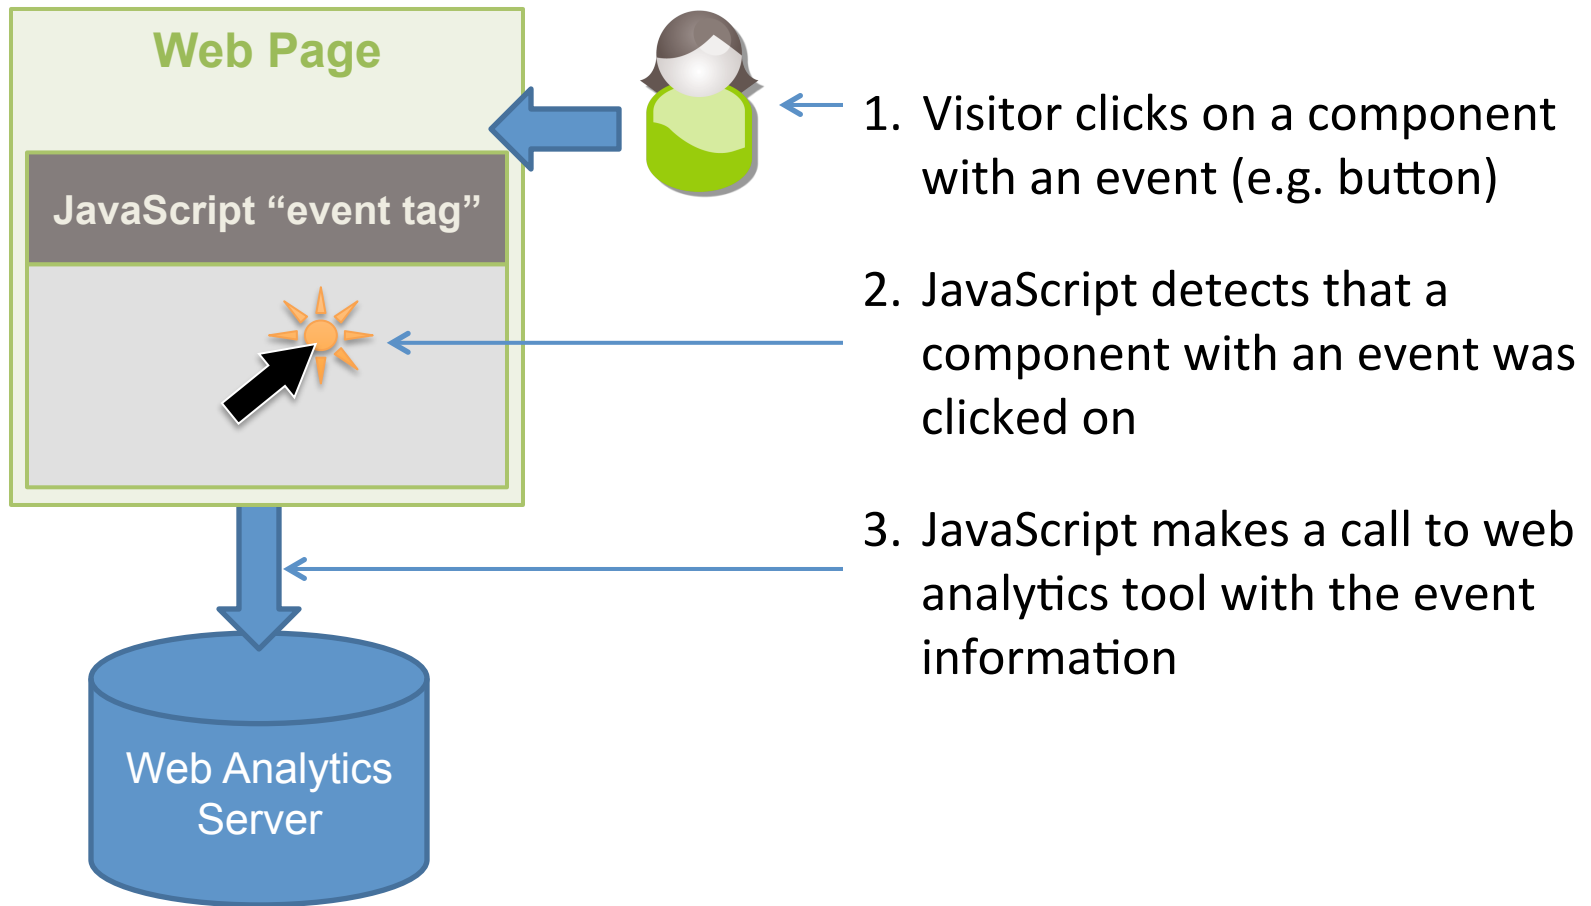 Web Page
JavaScript “event tag”
Web Analytics
Server
1. Visitor clicks on a component
with an event (e.g. button)
2. JavaScript detects that a
component with an event was
clicked on
3. JavaScript makes a call to web
analytics tool with the event
information